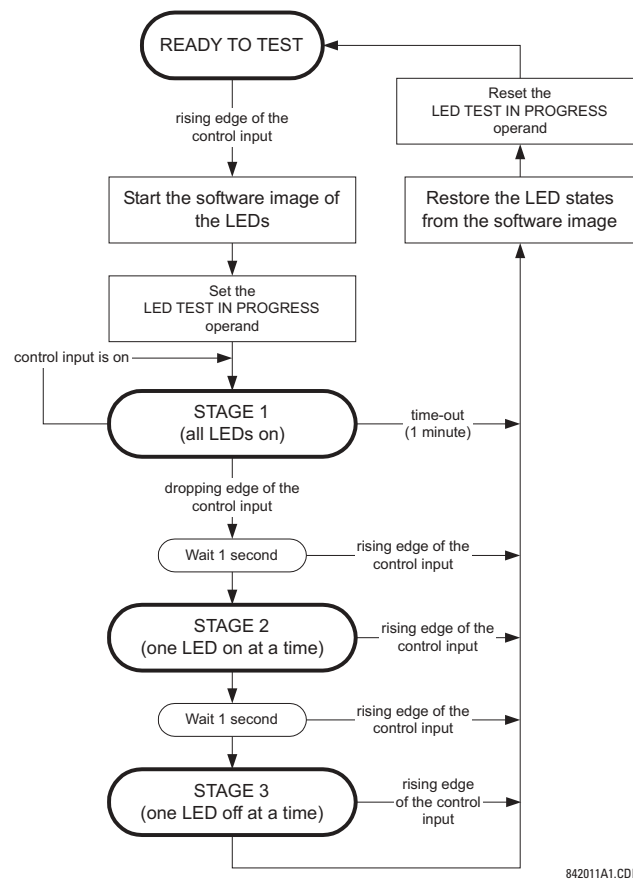 READY TO TEST
rising edge of the
control input
Start the software image of
the LEDs
Set the
LED TEST IN PROGRESS
operand
control input is on
STAGE 1
(all LEDs on)
time-out
(1 minute)
dropping edge of the
control input
Wait 1 second
rising edge of the
control input
STAGE 2
(one LED on at a time)
rising edge of the
control input
Wait 1 second
rising edge of the
control input
STAGE 3
(one LED off at a time)
rising edge
of the control
input
Restore the LED states
from the software image
Reset the
LED TEST IN PROGRESS
operand